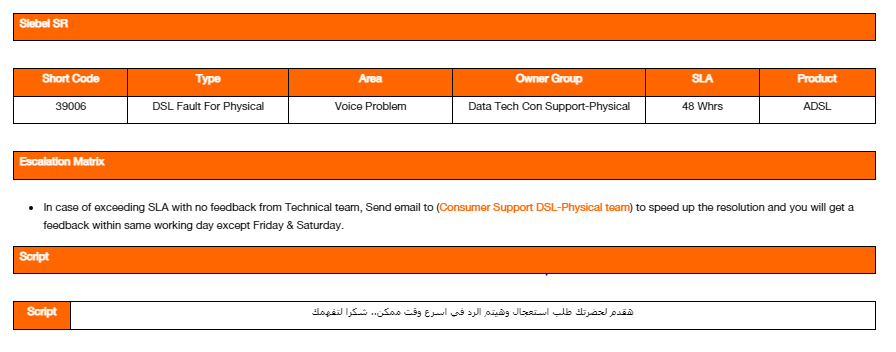 Siebel SR
Short Code Type Area Owner Group SLA Product
39006 DSL Fault For Physical Voice Problem Data Tech Con Support-Physical 48 Whrs ADSL
Escalation Matrix
• In case of exceeding SLA with no feedback from Technical team, Send email to (Consumer Support DSL-Physical team) to speed up the resolution and you will get a
feedback within same working day except Friday & Saturday.
Script
Script هقدم لحضرتك طلب استعجال وهيتم الرد في اسرع وقت ممكن.. شكرا لتفهمك